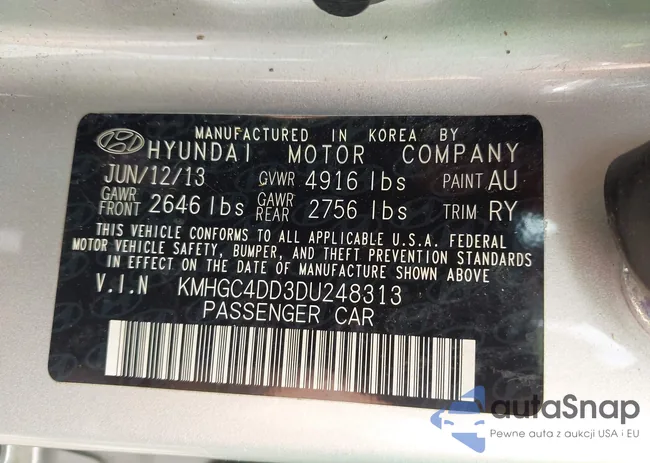 MANUFACTURED IN KOREA BY
HYUNDAI MOTOR COMPANY
JUN/12/13 GVWR 4916 lbs PAINT AU
GAWR FRONT 2646 lbs GAWR REAR 2756 lbs TRIM RY
THIS VEHICLE CONFORMS TO ALL APPLICABLE U.S.A. FEDERAL
MOTOR VEHICLE SAFETY, BUMPER, AND THEFT PREVENTION STANDARDS
IN EFFECT ON THE DATE OF MANUFACTURE SHOWN ABOVE.
V.I.N KMHGC4DD3DU248313
PASSENGER CAR
autoSnap
Pewne auta z aukcji USA i EU